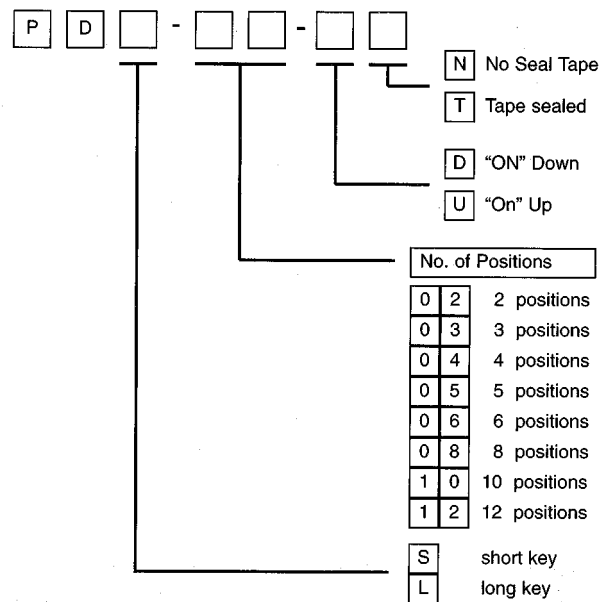 P D - -
N No Seal Tape
T Tape sealed
D “ON” Down
U “On” Up
No. of Positions
0 2 2 positions
0 3 3 positions
0 4 4 positions
0 5 5 positions
0 6 6 positions
0 8 8 positions
1 0 10 positions
1 2 12 positions
S short key
L long key